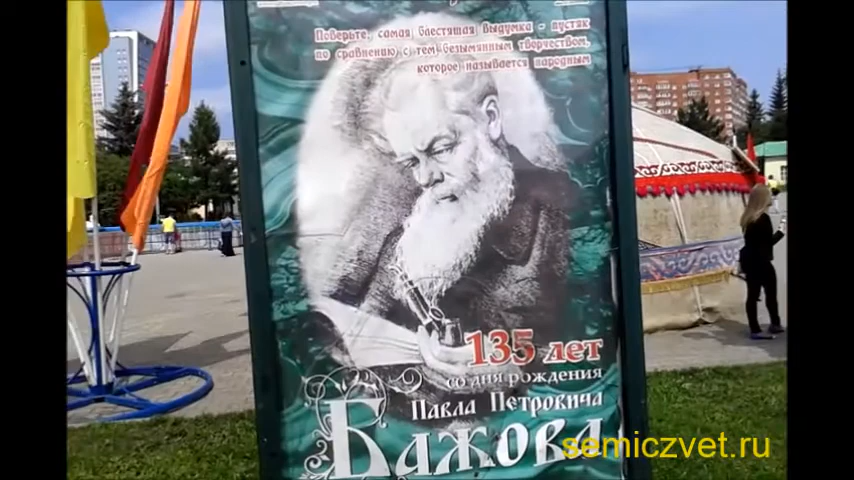 Поверьте, самая блестящая выдумка - пустяк
по сравнению с тем безымянным творчеством,
которое называется народным.
135 лет
со дня рождения
Павла Петровича
Бажова
semiczvet.ru